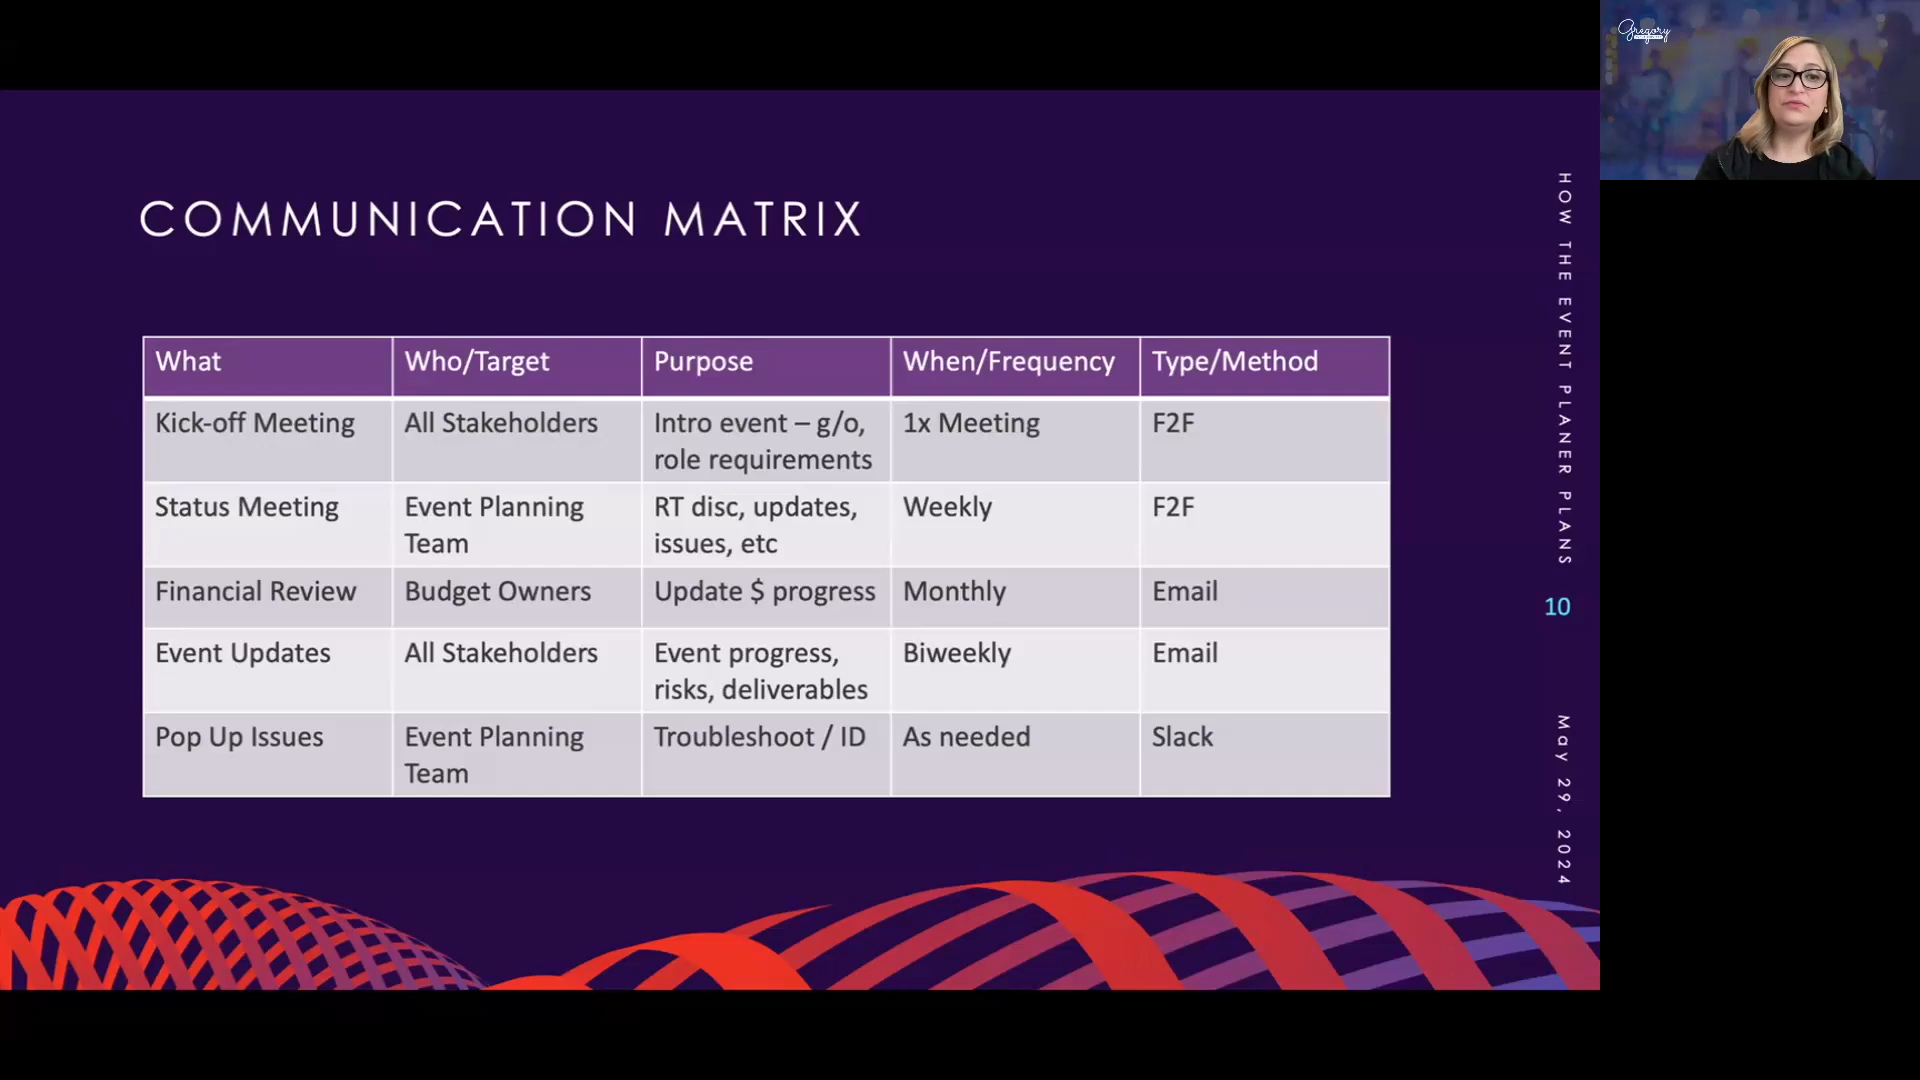 Gregory
COMMUNICATION MATRIX
What Who/Target Purpose When/Frequency Type/Method
Kick-off Meeting All Stakeholders Intro event – g/o, 1x Meeting F2F
role requirements
Status Meeting Event Planning RT disc, updates, Weekly F2F
Team issues, etc
Financial Review Budget Owners Update $ progress Monthly Email
Event Updates All Stakeholders Event progress, Biweekly Email
risks, deliverables
Pop Up Issues Event Planning Troubleshoot / ID As needed Slack
Team
HOW THE EVENT PLANER PLANS
10
May 29, 2024